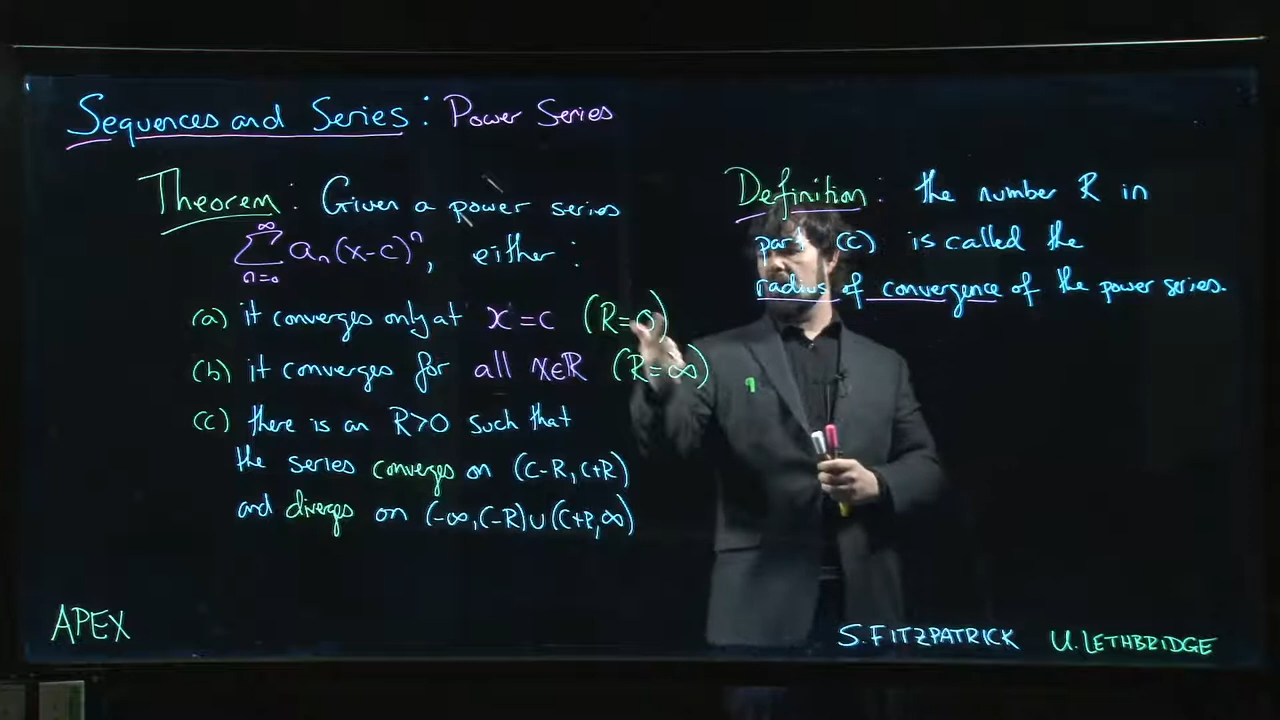 Sequences and Series: Power Series
Theorem: Given a power series
∑_{n=0}^{∞} a_n(x-c)^n, either:
(a) it converges only at x=c (R=0)
(b) it converges for all x∈ℝ (R=∞)
(c) there is an R>0 such that
the series converges on (c-R, c+R)
and diverges on (-∞, c-R)∪(c+R, ∞)
Definition: the number R in
part (c) is called the
radius of convergence of the power series.
APEX
S. FITZPATRICK U. LETHBRIDGE